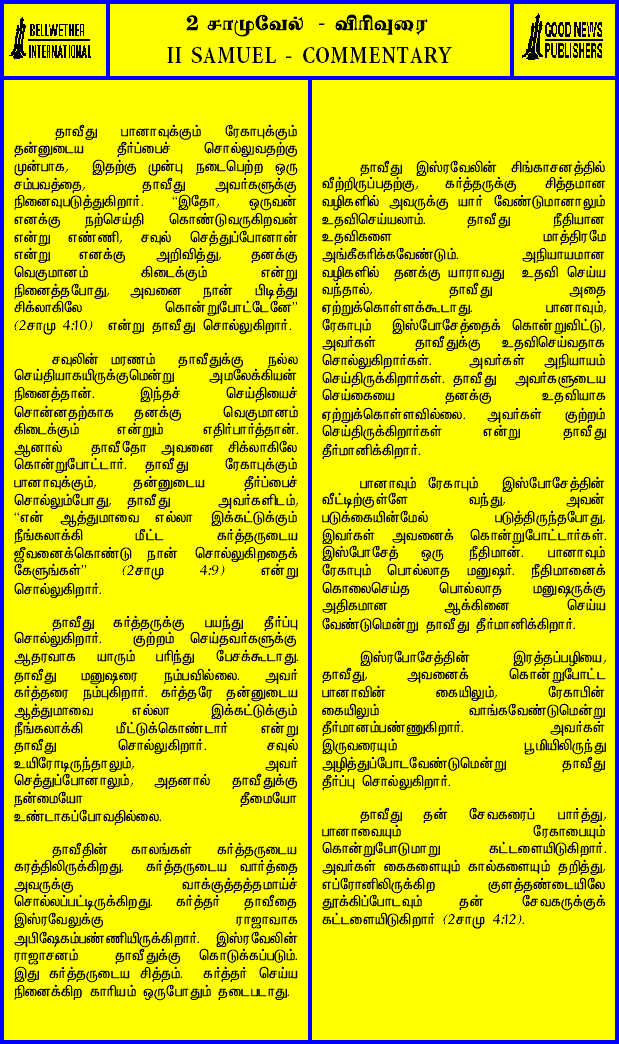 BELLWETHER
INTERNATIONAL
2 சாமுவேல் - விரிவுரை
II SAMUEL - COMMENTARY
GOOD NEWS
PUBLISHERS
தாவீது பானாவுக்கும் ரேகாபுக்கும்
தன்னுடைய தீர்ப்பைச் சொல்லுவதற்கு
முன்பாக, இதற்கு முன்பு நடைபெற்ற ஒரு
சம்பவத்தை, தாவீது அவர்களுக்கு
நினைவுபடுத்துகிறார். “இதோ, ஒருவன்
எனக்கு நற்செய்தி கொண்டுவருகிறவன்
என்று எண்ணி, சவுல் செத்துப்போனான்
என்று எனக்கு அறிவித்து, தனக்கு
வெகுமானம் கிடைக்கும் என்று
நினைத்தபோது, அவனை நான் பிடித்து
சிக்லாகிலே கொன்றுபோட்டேனே”
(2சாமு 4:10) என்று தாவீது சொல்லுகிறார்.
சவுலின் மரணம் தாவீதுக்கு நல்ல
செய்தியாகயிருக்குமென்று அமலேக்கியன்
நினைத்தான். இந்தச் செய்தியைச்
சொன்னதற்காக தனக்கு வெகுமானம்
கிடைக்கும் என்றும் எதிர்பார்த்தான்.
ஆனால் தாவீதோ அவனை சிக்லாகிலே
கொன்றுபோட்டார். தாவீது ரேகாபுக்கும்
பானாவுக்கும், தன்னுடைய தீர்ப்பைச்
சொல்லும்போது, தாவீது அவர்களிடம்,
“என் ஆத்துமாவை எல்லா இக்கட்டுக்கும்
நீங்கலாக்கி மீட்ட கர்த்தருடைய
ஜீவனைக்கொண்டு நான் சொல்லுகிறதைக்
கேளுங்கள்” (2சாமு 4:9) என்று
சொல்லுகிறார்.
தாவீது கர்த்தருக்கு பயந்து தீர்ப்பு
சொல்லுகிறார். குற்றம் செய்தவர்களுக்கு
ஆதரவாக யாரும் பரிந்து பேசக்கூடாது.
தாவீது மனுஷரை நம்பவில்லை. அவர்
கர்த்தரை நம்புகிறார். கர்த்தரே தன்னுடைய
ஆத்துமாவை எல்லா இக்கட்டுக்கும்
நீங்கலாக்கி மீட்டுக்கொண்டார் என்று
தாவீது சொல்லுகிறார். சவுல்
உயிரோடிருந்தாலும், அவர்
செத்துப்போனாலும், அதனால் தாவீதுக்கு
நன்மையோ தீமையோ
உண்டாகப்போவதில்லை.
தாவீதின் காலங்கள் கர்த்தருடைய
கரத்திலிருக்கிறது. கர்த்தருடைய வார்த்தை
அவருக்கு வாக்குத்தத்தமாய்ச்
சொல்லப்பட்டிருக்கிறது. கர்த்தர் தாவீதை
இஸ்ரவேலுக்கு ராஜாவாக
அபிஷேகம்பண்ணியிருக்கிறார். இஸ்ரவேலின்
ராஜாசனம் தாவீதுக்கு கொடுக்கப்படும்.
இது கர்த்தருடைய சித்தம். கர்த்தர் செய்ய
நினைக்கிற காரியம் ஒருபோதும் தடைபடாது.
தாவீது இஸ்ரவேலின் சிங்காசனத்தில்
வீற்றிருப்பதற்கு, கர்த்தருக்கு சித்தமான
வழிகளில் அவருக்கு யார் வேண்டுமானாலும்
உதவிசெய்யலாம். தாவீது நீதியான
உதவிகளை மாத்திரமே
அங்கீகரிக்கவேண்டும். அநியாயமான
வழிகளில் தனக்கு யாராவது உதவி செய்ய
வந்தால், தாவீது அதை
ஏற்றுக்கொள்ளக்கூடாது. பானாவும்,
ரேகாபும் இஸ்போசேத்தைக் கொன்றுவிட்டு,
அவர்கள் தாவீதுக்கு உதவிசெய்வதாக
சொல்லுகிறார்கள். அவர்கள் அநியாயம்
செய்திருக்கிறார்கள். தாவீது அவர்களுடைய
செய்கையை தனக்கு உதவியாக
ஏற்றுக்கொள்ளவில்லை. அவர்கள் குற்றம்
செய்திருக்கிறார்கள் என்று தாவீது
தீர்மானிக்கிறார்.
பானாவும் ரேகாபும் இஸ்போசேத்தின்
வீட்டிற்குள்ளே வந்து, அவன்
படுக்கையின்மேல் படுத்திருந்தபோது,
இவர்கள் அவனைக் கொன்றுபோட்டார்கள்.
இஸ்போசேத் ஒரு நீதிமான். பானாவும்
ரேகாபும் பொல்லாத மனுஷர். நீதிமானைக்
கொலைசெய்த பொல்லாத மனுஷருக்கு
அதிகமான ஆக்கினை செய்ய
வேண்டுமென்று தாவீது தீர்மானிக்கிறார்.
இஸ்ரபோசேத்தின் இரத்தப்பழியை,
தாவீது, அவனைக் கொன்றுபோட்ட
பானாவின் கையிலும், ரேகாபின்
கையிலும் வாங்கவேண்டுமென்று
தீர்மானம்பண்ணுகிறார். அவர்கள்
இருவரையும் பூமியிலிருந்து
அழித்துப்போடவேண்டுமென்று தாவீது
தீர்ப்பு சொல்லுகிறார்.
தாவீது தன் சேவகரைப் பார்த்து,
பானாவையும் ரேகாபையும்
கொன்றுபோடுமாறு கட்டளையிடுகிறார்.
அவர்கள் கைகளையும் கால்களையும் தறித்து,
எப்ரோனிலிருக்கிற குளத்தண்டையிலே
தூக்கிப்போடவும் தன் சேவகருக்குக்
கட்டளையிடுகிறார் (2சாமு 4:12).